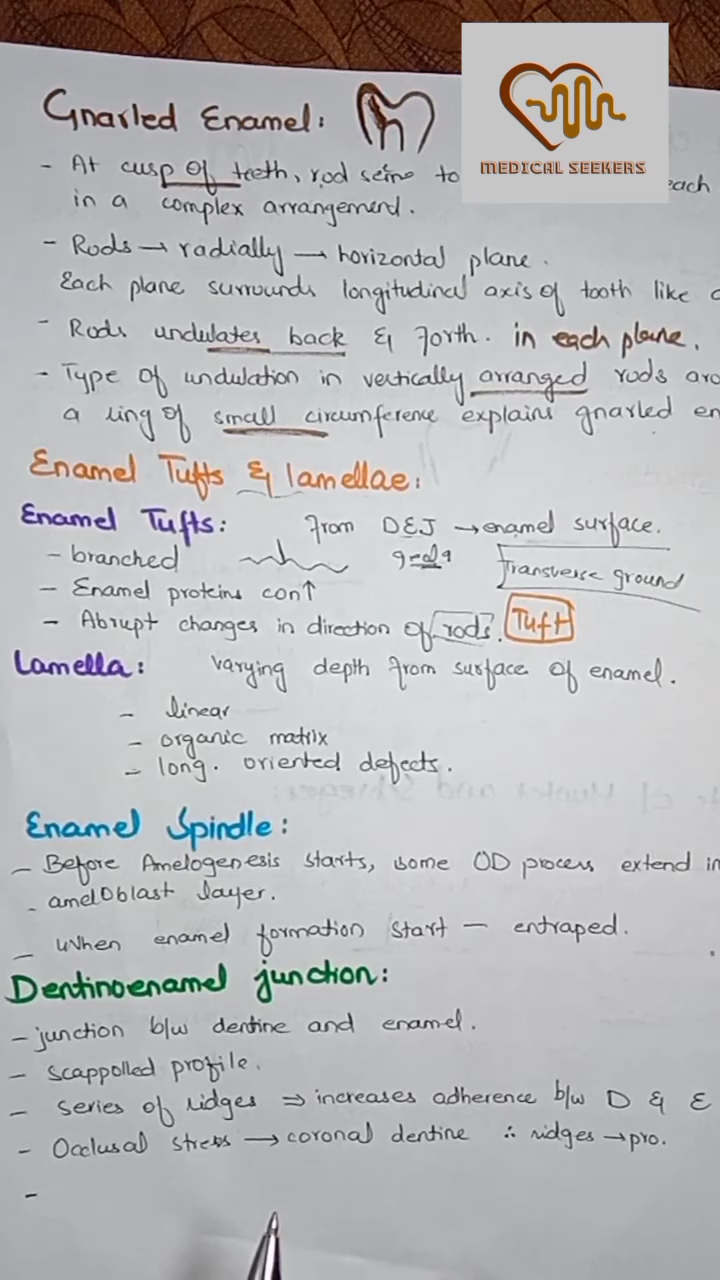 Gnarled Enamel:
MEDICAL SEEKERS
- At cusp of teeth, rod seems to each
in a complex arrangement.
- Rods → radially → horizontal plane.
Each plane surrounds longitudinal axis of tooth like
- Rods undulates back & forth. in each plane.
- Type of undulation in vertically arranged rods aro
a ring of small circumference explains gnarled en
Enamel Tufts & lamellae:
Enamel Tufts: from DEJ → enamel surface.
- branched
Transverse ground
- Enamel proteins con↑
- Abrupt changes in direction of rods. Tuft
Lamella: varying depth from surface of enamel.
- linear
- organic matrix
- long. oriented defects.
Enamel Spindle:
- Before Amelogenesis starts, some OD process extend in
- ameloblast layer.
- When enamel formation start — entraped.
Dentinoenamel junction:
- junction b/w dentine and enamel.
- scappolled profile.
- series of ridges ⇒ increases adherence b/w D & E
- Occlusal stress → coronal dentine ∴ ridges → pro.
-